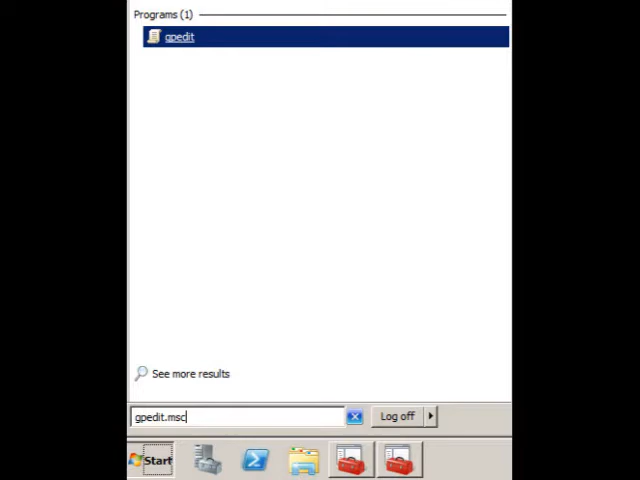 Programs (1)
gpedit
See more results
gpedit.msc
Log off
Start